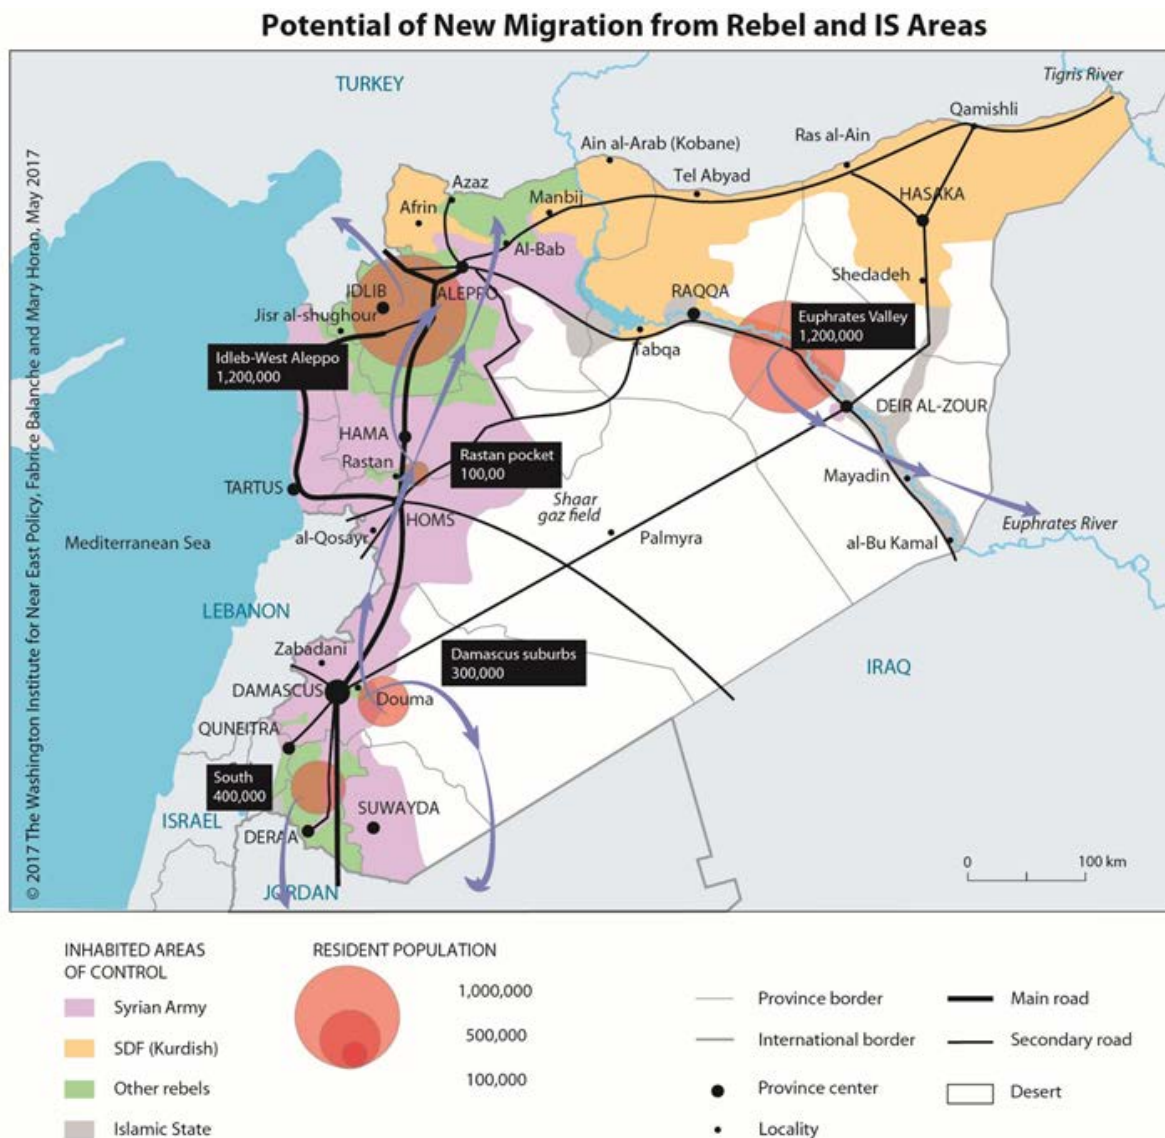 Potential of New Migration from Rebel and IS Areas
© 2017 The Washington Institute for Near East Policy, Fabrice Balanche and Mary Horan, May 2017
TURKEY
Tigris River
Qamishli
Ras al-Ain
Ain al-Arab (Kobane)
Tel Abyad
HASAKA
Azaz
Manbij
Afrin
Al-Bab
Shedadeh
IDLIB
ALEPPO
RAQQA
Jisr al-shughour
Euphrates Valley
1,200,000
Tabqa
Idleb-West Aleppo
1,200,000
DEIR AL-ZOUR
HAMA
Rastan
Rastan pocket
100,00
Mayadin
TARTUS
Shaar
gaz field
HOMS
Euphrates River
al-Qosayr
Palmyra
al-Bu Kamal
Mediterranean Sea
LEBANON
Zabadani
Damascus suburbs
300,000
IRAQ
DAMASCUS
Douma
QUNEITRA
South
400,000
SUWAYDA
ISRAEL
DERAA
JORDAN
0 100 km
INHABITED AREAS
OF CONTROL
Syrian Army
SDF (Kurdish)
Other rebels
Islamic State
RESIDENT POPULATION
1,000,000
500,000
100,000
Province border
International border
Province center
Locality
Main road
Secondary road
Desert